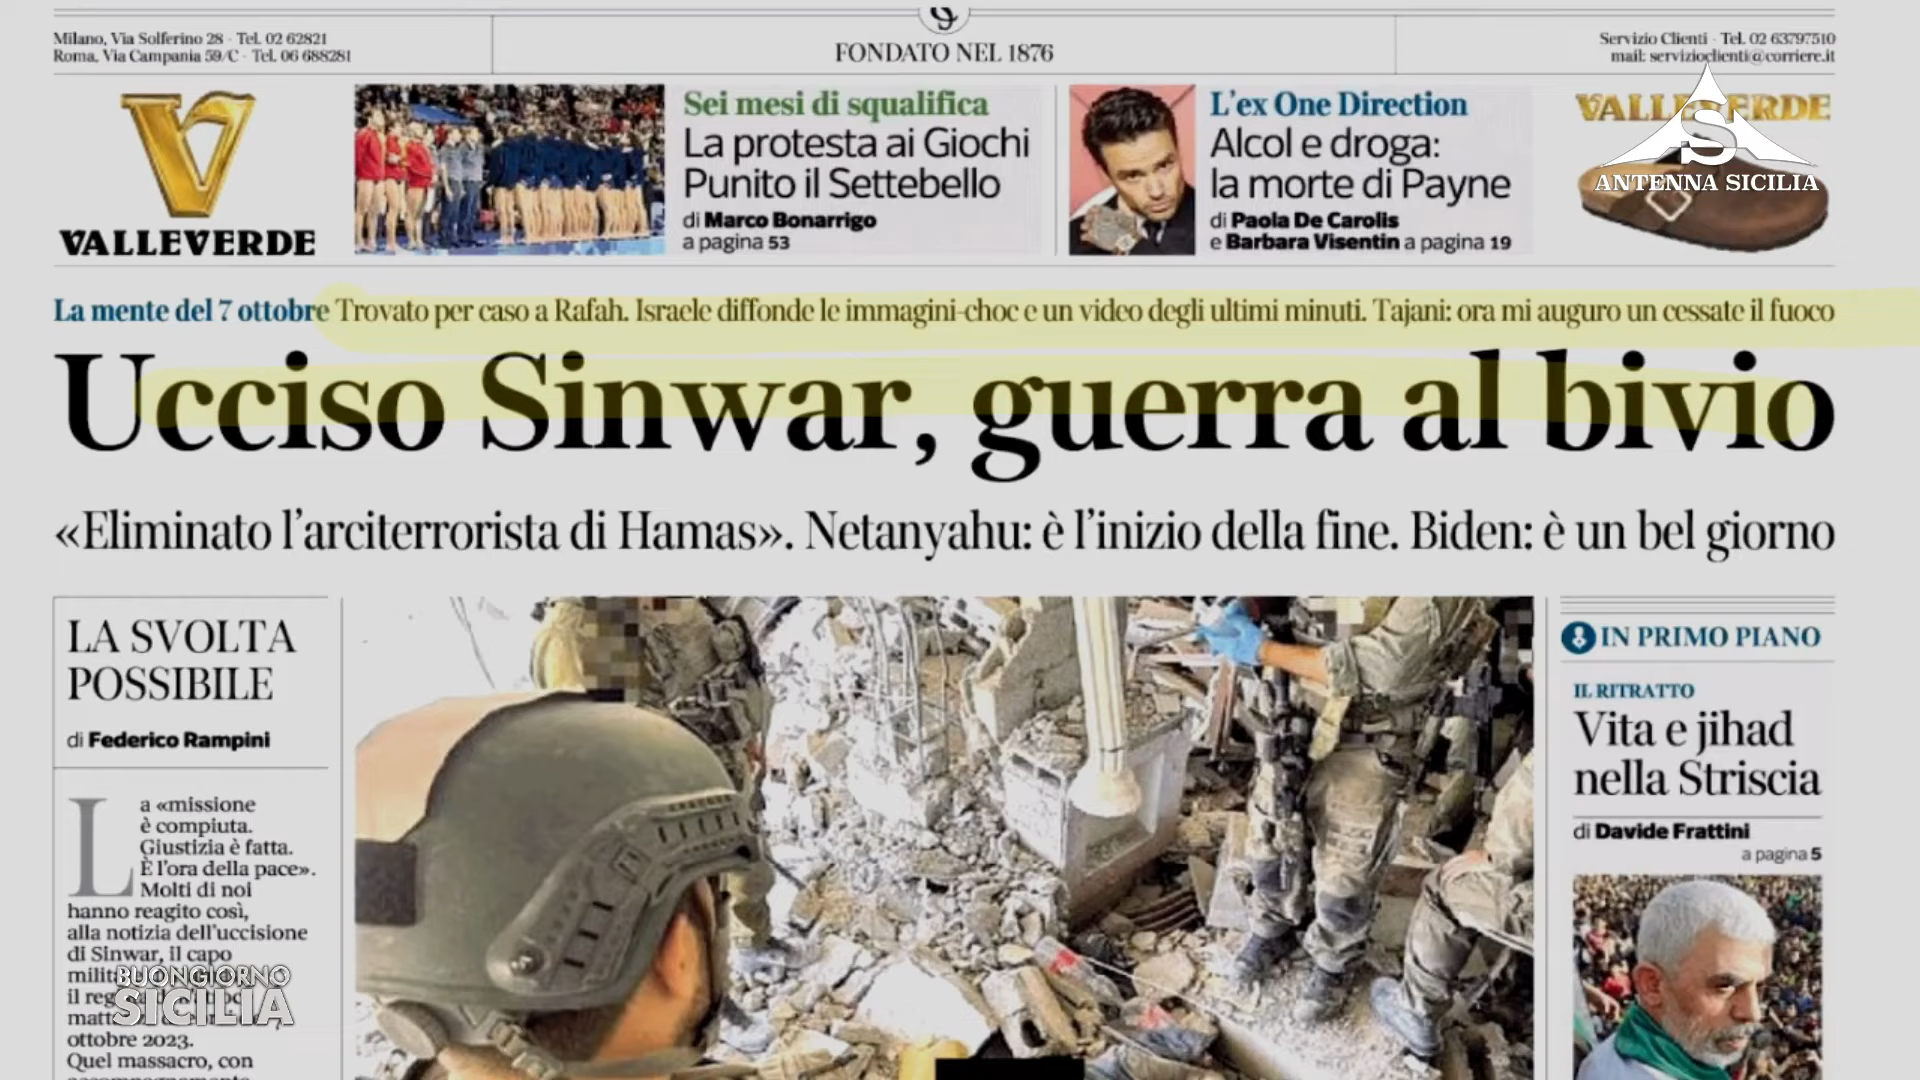 Milano, Via Solferino 28 - Tel. 02 62821
Roma, Via Campania 59/C - Tel. 06 688281
FONDATO NEL 1876
Servizio Clienti - Tel. 02 63797510
mail: servizioclienti@corriere.it
VALLEVERDE
Sei mesi di squalifica
La protesta ai Giochi
Punito il Settebello
di Marco Bonarrigo
a pagina 53
L'ex One Direction
Alcol e droga:
la morte di Payne
di Paola De Carolis
e Barbara Visentin a pagina 19
VALLEVERDE
S
ANTENNA SICILIA
La mente del 7 ottobre Trovato per caso a Rafah. Israele diffonde le immagini-choc e un video degli ultimi minuti. Tajani: ora mi auguro un cessate il fuoco
Ucciso Sinwar, guerra al bivio
«Eliminato l'arciterrorista di Hamas». Netanyahu: è l'inizio della fine. Biden: è un bel giorno
LA SVOLTA
POSSIBILE
di Federico Rampini
La «missione
è compiuta.
Giustizia è fatta.
È l'ora della pace».
Molti di noi
hanno reagito così,
alla notizia dell'uccisione
di Sinwar, il capo
il
ottobre 2023.
Quel massacro, con
BUONGIORNO
SICILIA
IN PRIMO PIANO
IL RITRATTO
Vita e jihad
nella Striscia
di Davide Frattini
a pagina 5